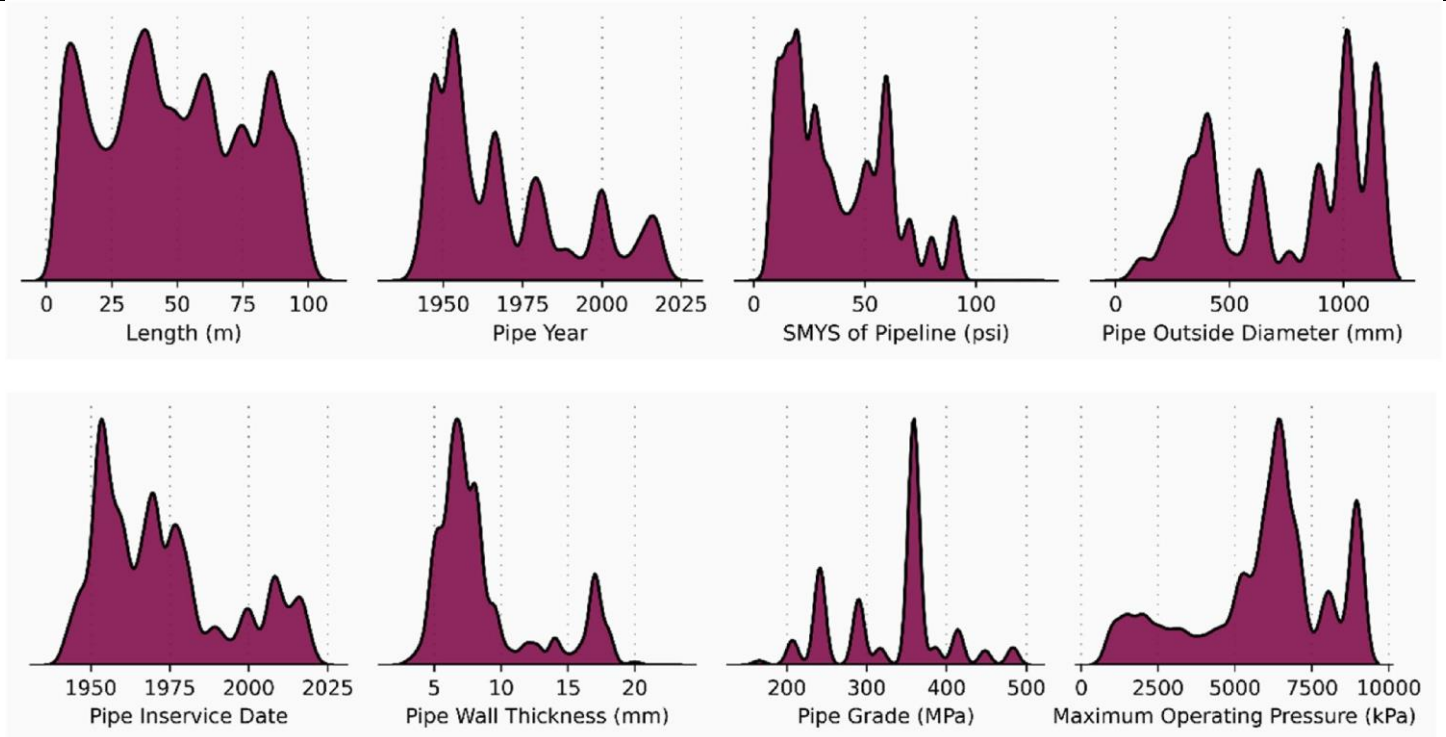 0 25 50 75 100
Length (m)
1950 1975 2000 2025
Pipe Year
0 50 100
SMYS of Pipeline (psi)
0 500 1000
Pipe Outside Diameter (mm)
1950 1975 2000 2025
Pipe Inservice Date
5 10 15 20
Pipe Wall Thickness (mm)
200 300 400 500
Pipe Grade (MPa)
0 2500 5000 7500 10000
Maximum Operating Pressure (kPa)